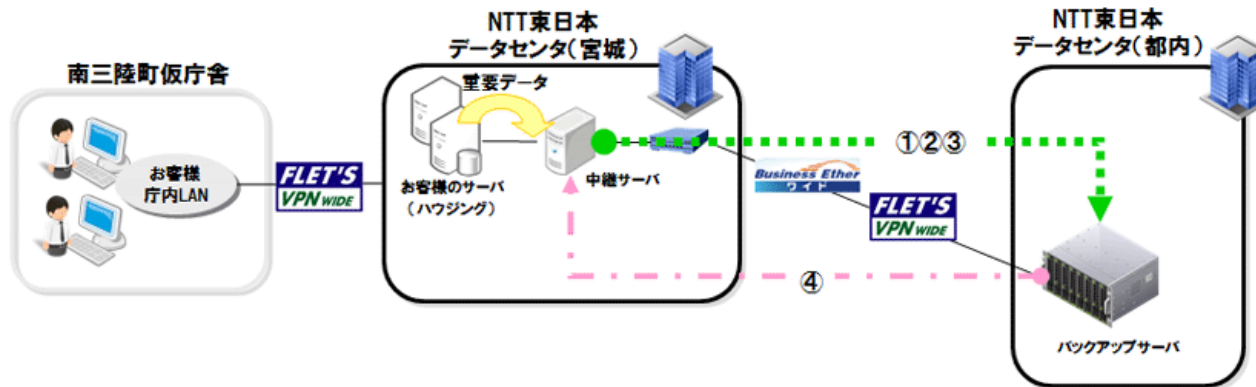 南三陸町仮庁舎
お客様
庁内LAN
FLET'S
VPN WIDE
NTT東日本
データセンタ(宮城)
重要データ
お客様のサーバ
(ハウジング)
中継サーバ
①②③
Business Ether
ワイド
FLET'S
VPN WIDE
④
NTT東日本
データセンタ(都内)
バックアップサーバ